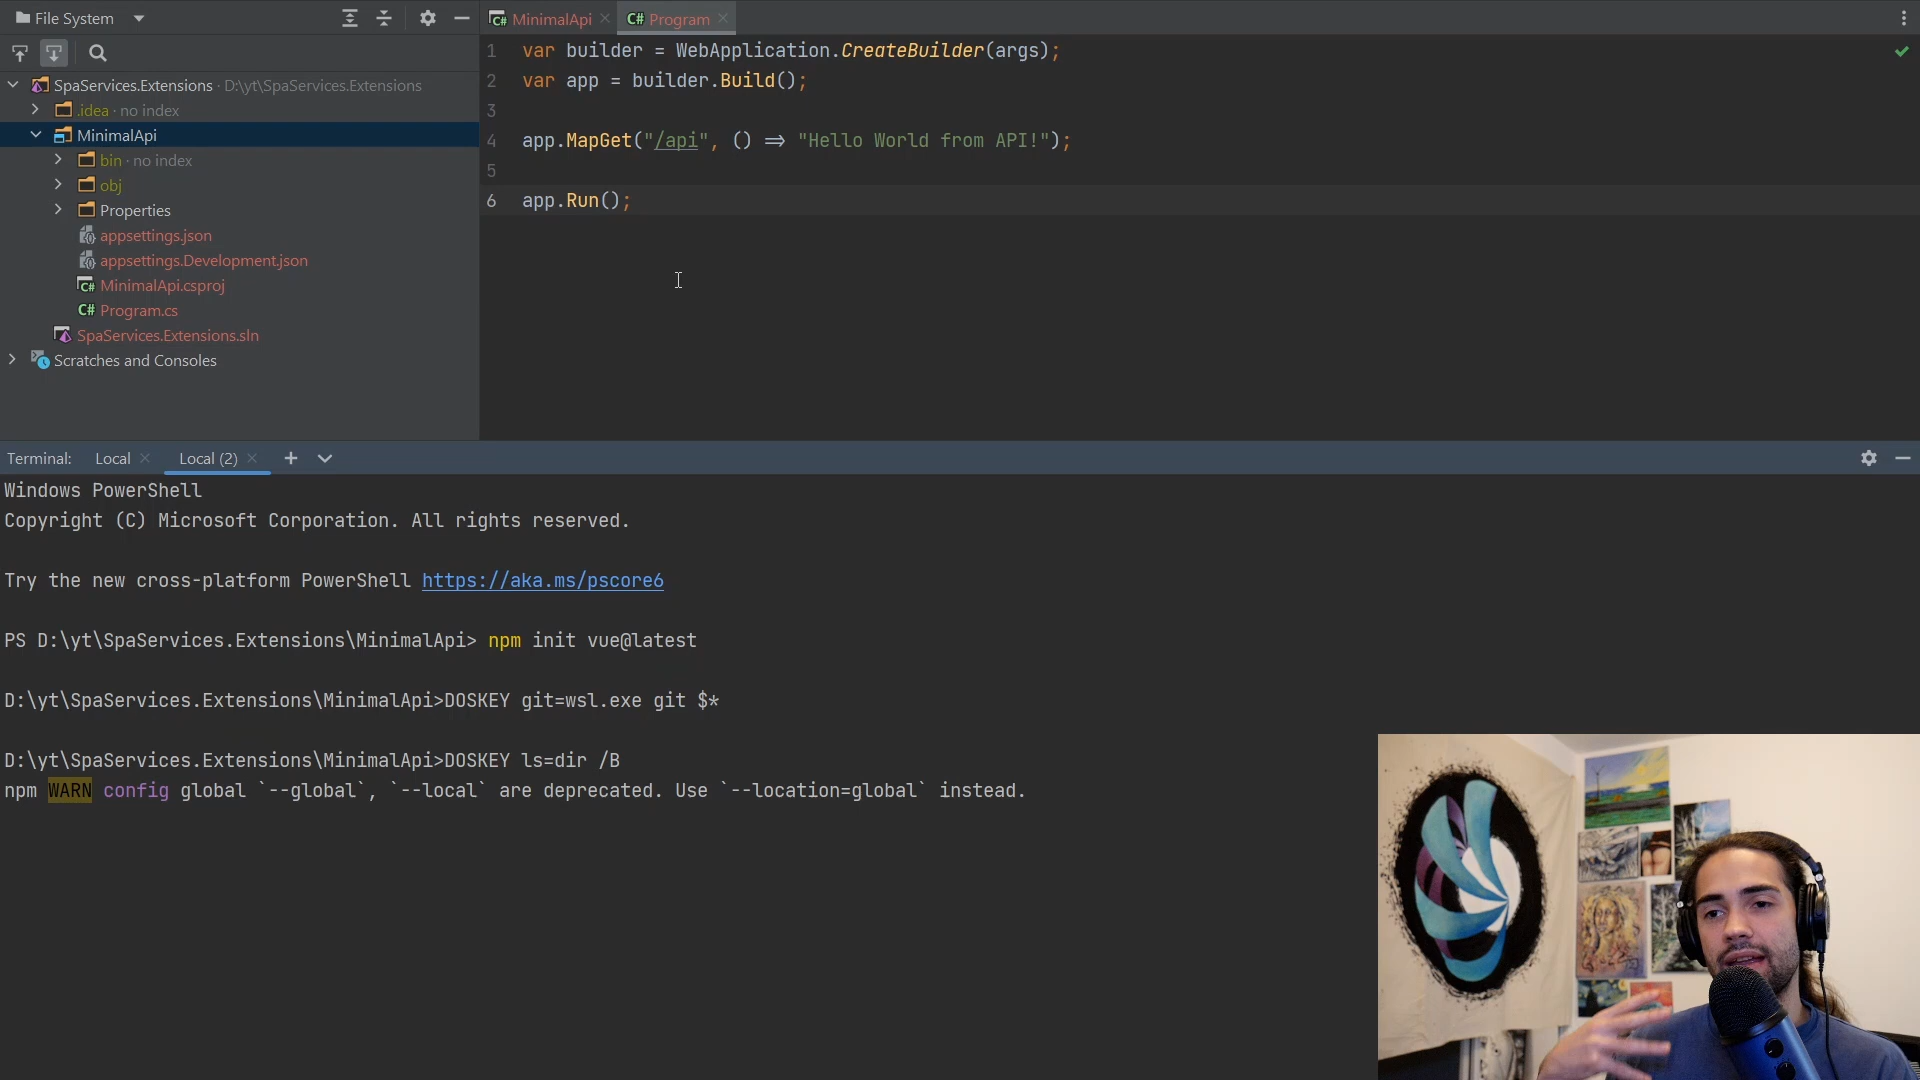 File System
MinimalApi
C# Program
SpaServices.Extensions · D:\yt\SpaServices.Extensions
.idea · no index
MinimalApi
bin · no index
obj
Properties
appsettings.json
appsettings.Development.json
C# MinimalApi.csproj
C# Program.cs
SpaServices.Extensions.sln
Scratches and Consoles
1 var builder = WebApplication.CreateBuilder(args);
2 var app = builder.Build();
3
4 app.MapGet("/api", () => "Hello World from API!");
5
6 app.Run();
Terminal: Local Local (2)
Windows PowerShell
Copyright (C) Microsoft Corporation. All rights reserved.
Try the new cross-platform PowerShell https://aka.ms/pscore6
PS D:\yt\SpaServices.Extensions\MinimalApi> npm init vue@latest
D:\yt\SpaServices.Extensions\MinimalApi>DOSKEY git=wsl.exe git $*
D:\yt\SpaServices.Extensions\MinimalApi>DOSKEY ls=dir /B
npm WARN config global `--global`, `--local` are deprecated. Use `--location=global` instead.